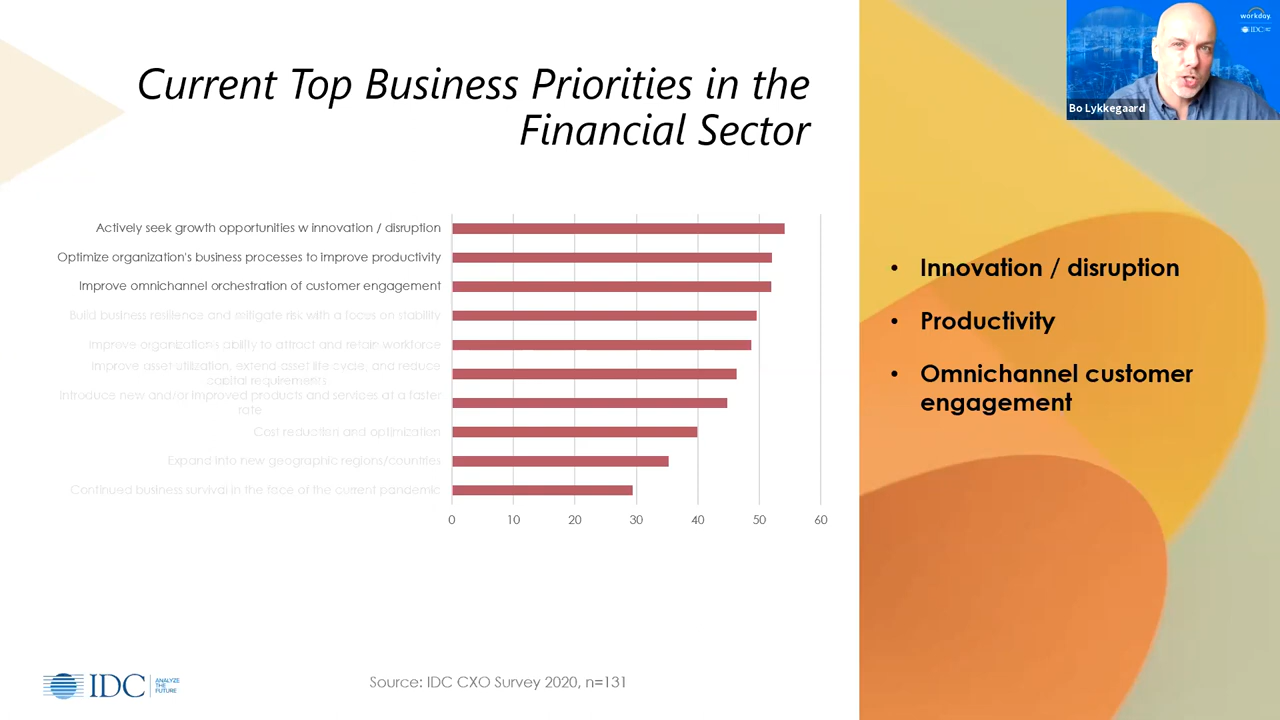 Current Top Business Priorities in the
Financial Sector
Actively seek growth opportunities w innovation / disruption
Optimize organization's business processes to improve productivity
Improve omnichannel orchestration of customer engagement
Build business resilience and mitigate risk with a focus on stability
Improve organization's ability to attract and retain workforce
Improve asset utilization, extend asset life cycle, and reduce
capital requirements
Introduce new and/or improved products and services at a faster
rate
Cost reduction and optimization
Expand into new geographic regions/countries
Continued business survival in the face of the current pandemic
0 10 20 30 40 50 60
Source: IDC CXO Survey 2020, n=131
IDC
ANALYZE
THE
FUTURE
• Innovation / disruption
• Productivity
• Omnichannel customer
engagement
workday.
IDC
Bo Lykkegaard